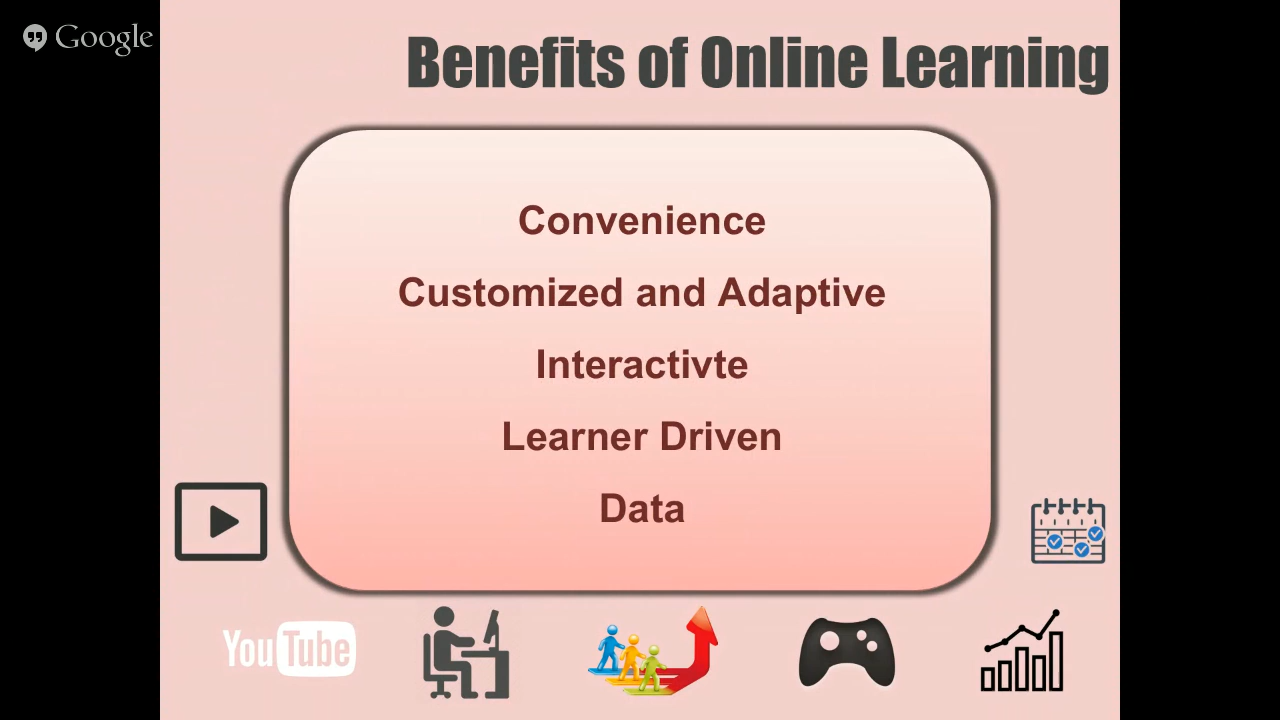 Google
Benefits of Online Learning
Convenience
Customized and Adaptive
Interactivte
Learner Driven
Data
YouTube